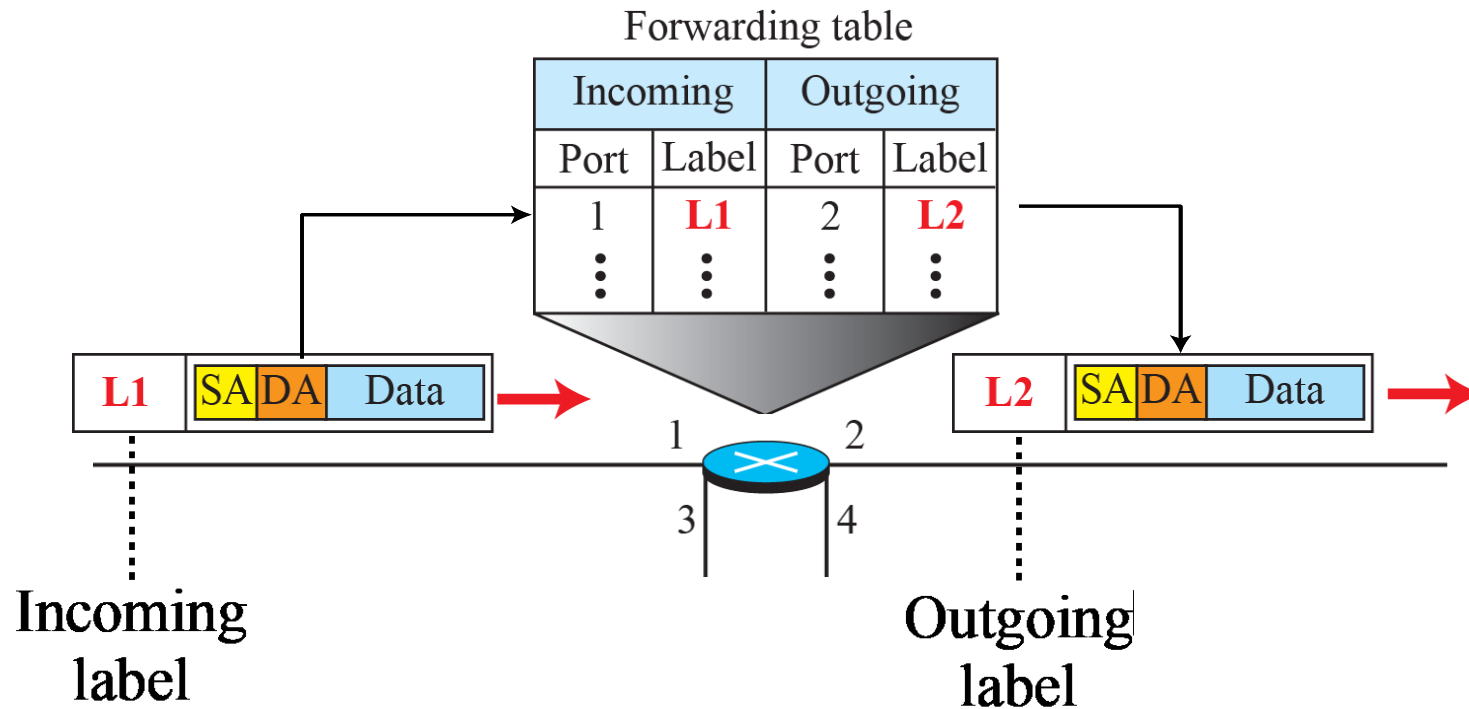 Forwarding table
Incoming Outgoing
Port Label Port Label
1 L1 2 L2
L1 SA DA Data
L2 SA DA Data
1 2
3 4
Incoming
label
Outgoing
label